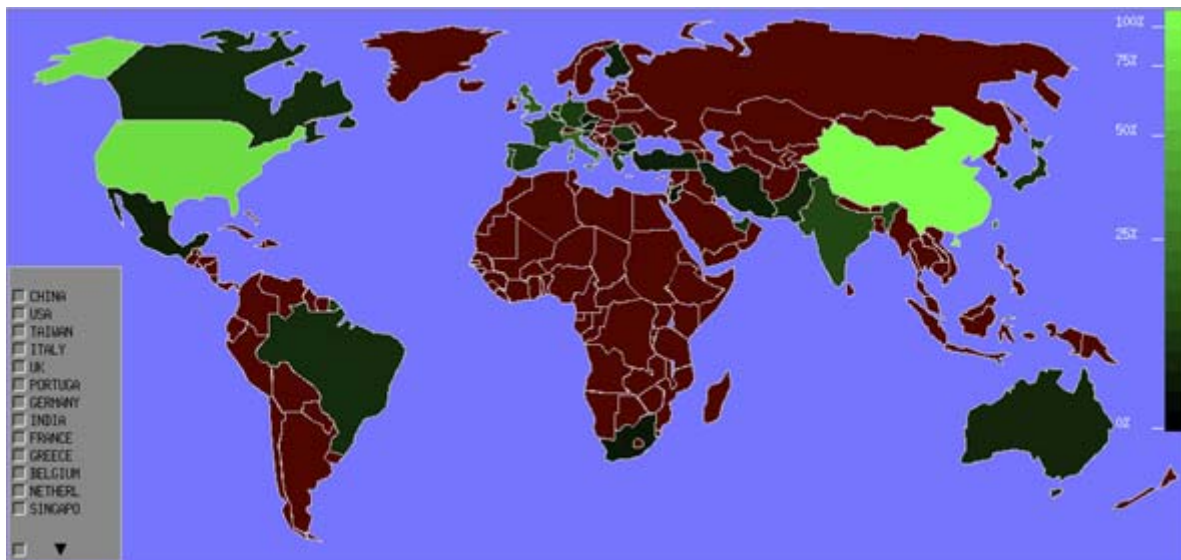 100%
75%
50%
25%
0%
CHINA
USA
TAIWAN
ITALY
UK
PORTUGA
GERMANY
INDIA
FRANCE
GREECE
BELGIUM
NETHERL
SINGAPO